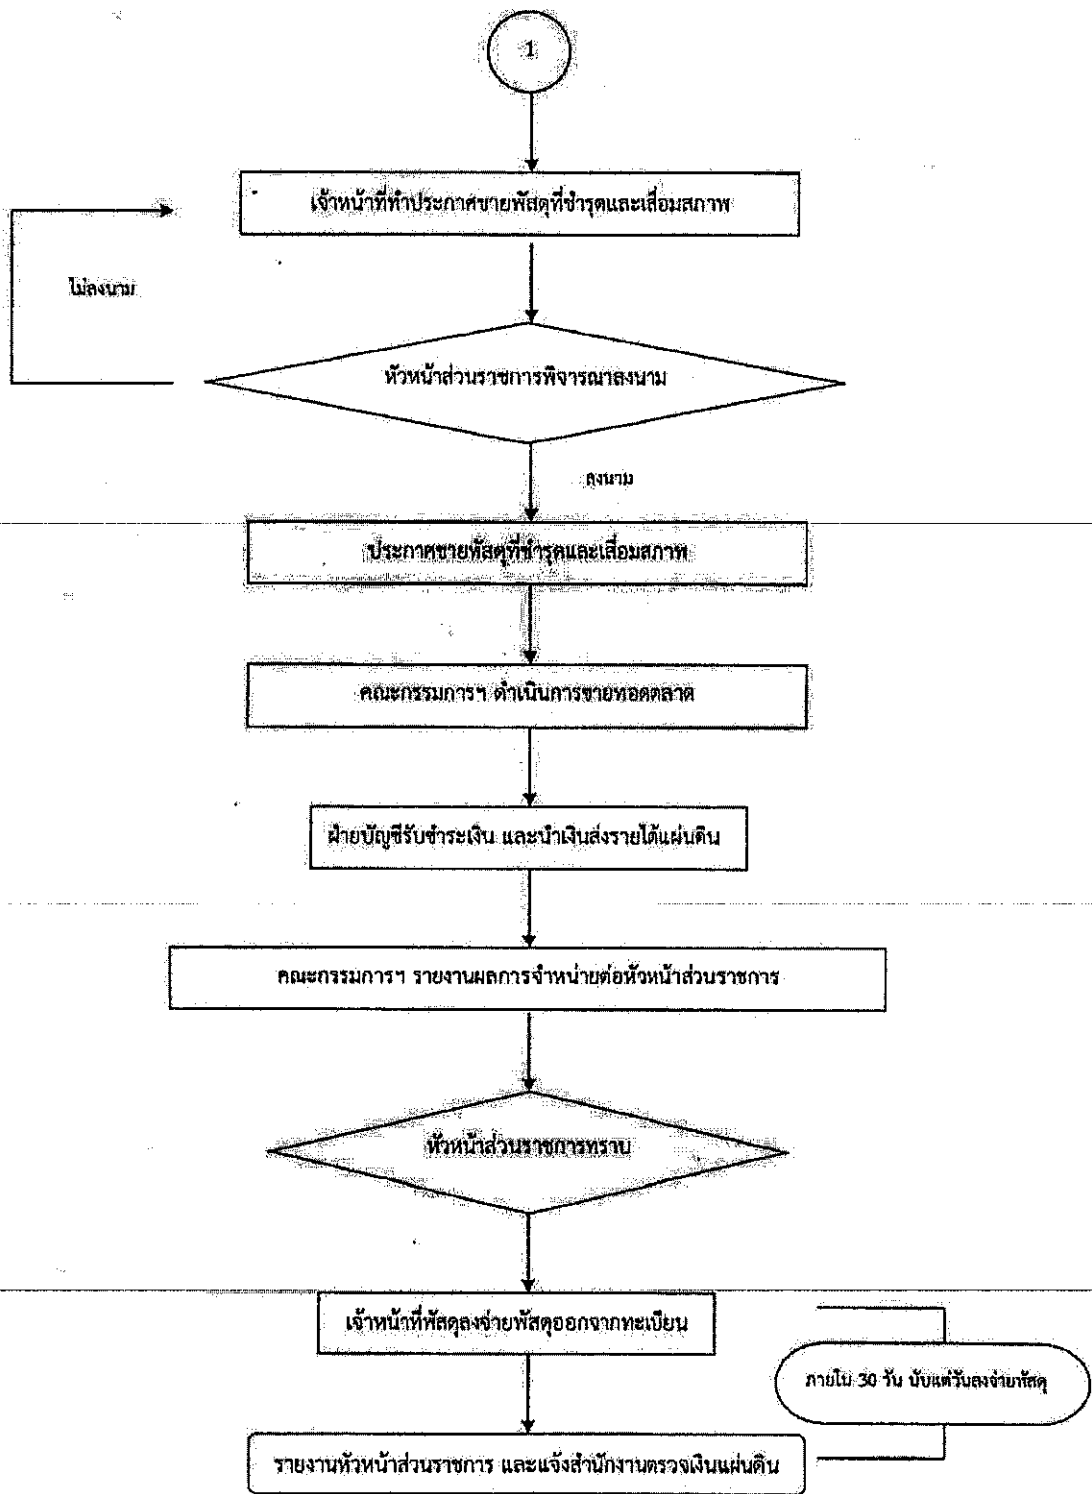 1
เจ้าหน้าที่ทำประกาศขายพัสดุที่ชำรุดและเสื่อมสภาพ
ไม่ลงนาม
หัวหน้าส่วนราชการพิจารณาลงนาม
ลงนาม
ประกาศขายพัสดุที่ชำรุดและเสื่อมสภาพ
คณะกรรมการฯ ดำเนินการขายทอดตลาด
ฝ่ายบัญชีรับชำระเงิน และนำเงินส่งรายได้แผ่นดิน
คณะกรรมการฯ รายงานผลการจำหน่ายต่อหัวหน้าส่วนราชการ
หัวหน้าส่วนราชการทราบ
เจ้าหน้าที่พัสดุลงจ่ายพัสดุออกจากทะเบียน
ภายใน 30 วัน นับแต่วันลงจ่ายพัสดุ
รายงานหัวหน้าส่วนราชการ และแจ้งสำนักงานตรวจเงินแผ่นดิน